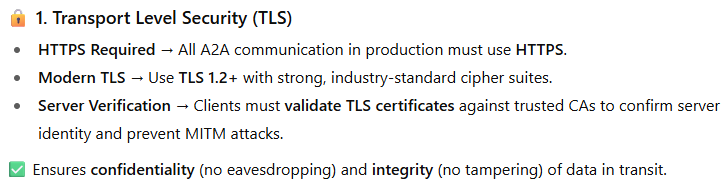 🔒 1. Transport Level Security (TLS)
• HTTPS Required → All A2A communication in production must use HTTPS.
• Modern TLS → Use TLS 1.2+ with strong, industry-standard cipher suites.
• Server Verification → Clients must validate TLS certificates against trusted CAs to confirm server
identity and prevent MITM attacks.
✅ Ensures confidentiality (no eavesdropping) and integrity (no tampering) of data in transit.